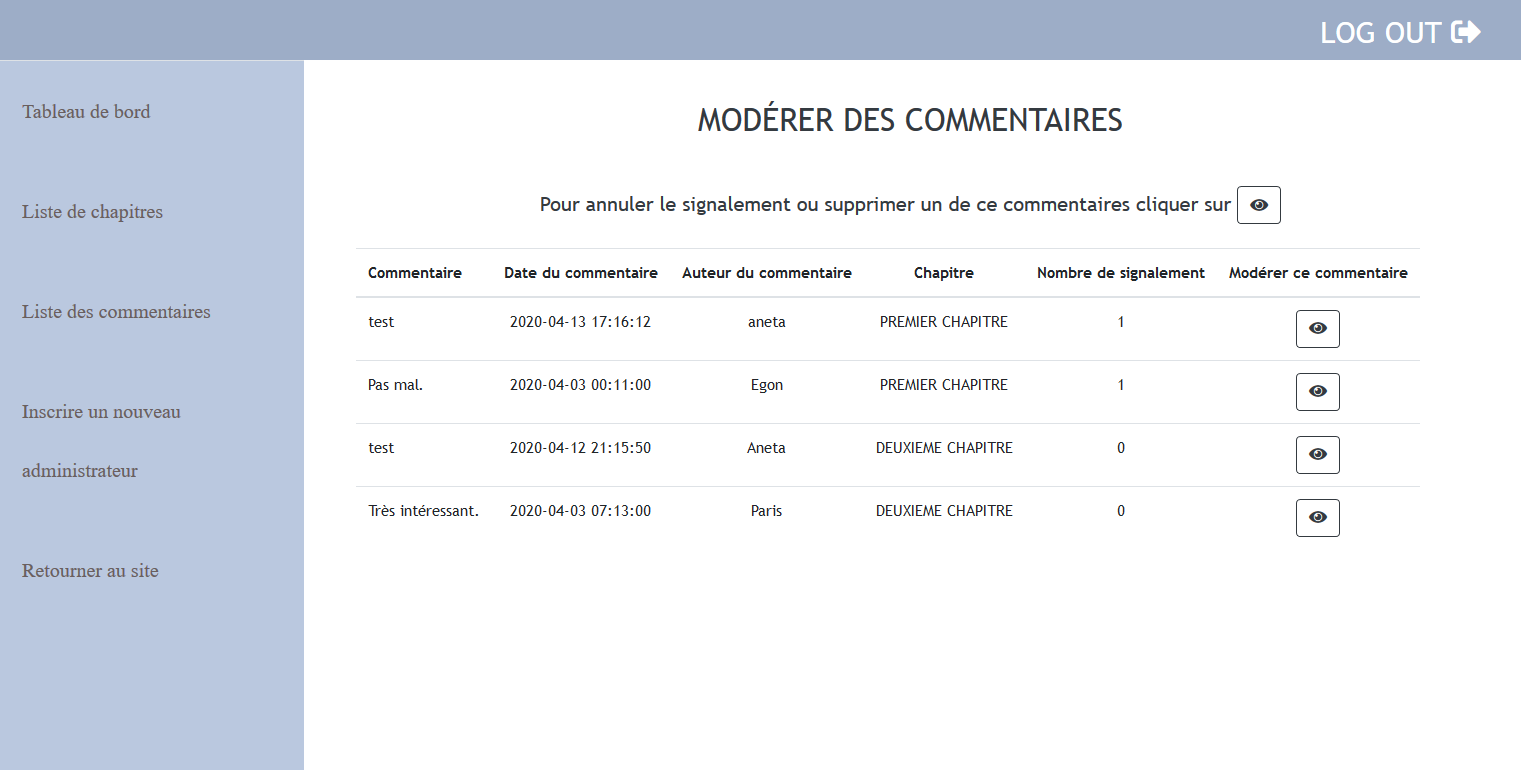 LOG OUT
Tableau de bord
Liste de chapitres
Liste des commentaires
Inscrire un nouveau
administrateur
Retourner au site
MODÉRER DES COMMENTAIRES
Pour annuler le signalement ou supprimer un de ce commentaires cliquer sur
Commentaire Date du commentaire Auteur du commentaire Chapitre Nombre de signalement Modérer ce commentaire
test 2020-04-13 17:16:12 aneta PREMIER CHAPITRE 1
Pas mal. 2020-04-03 00:11:00 Egon PREMIER CHAPITRE 1
test 2020-04-12 21:15:50 Aneta DEUXIEME CHAPITRE 0
Très intéressant. 2020-04-03 07:13:00 Paris DEUXIEME CHAPITRE 0